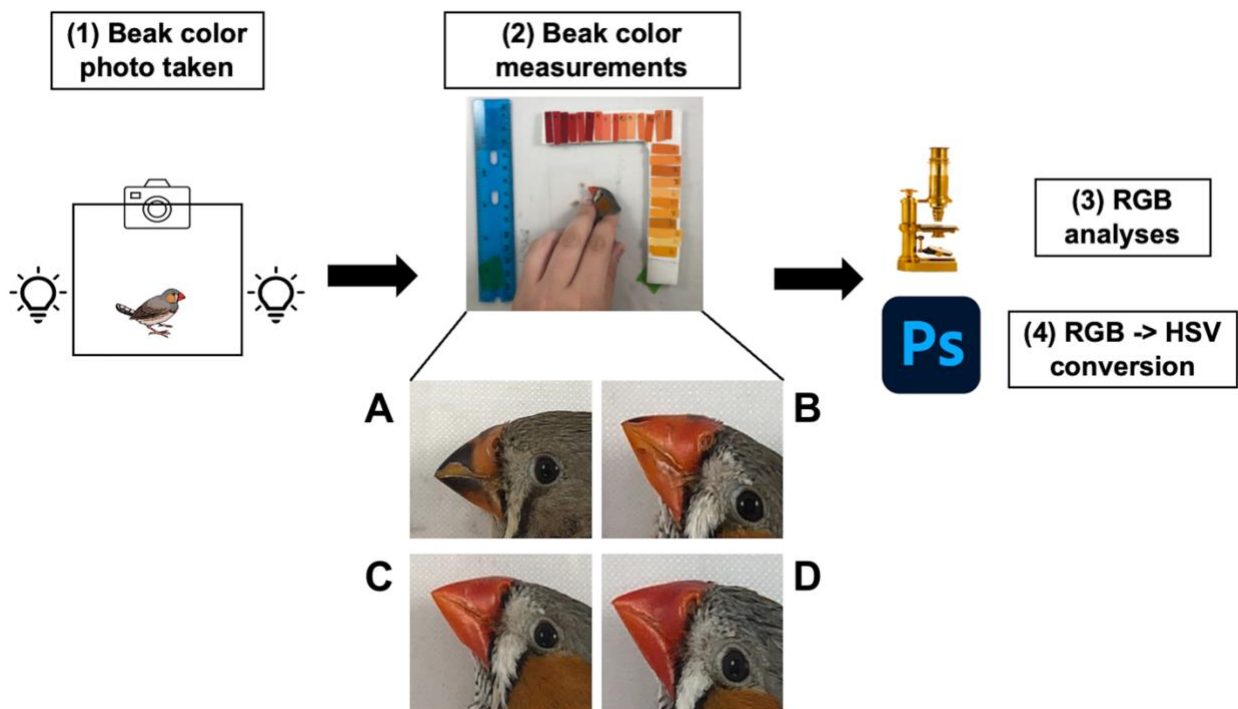 (1) Beak color
photo taken
(2) Beak color
measurements
(3) RGB
analyses
Ps
(4) RGB -> HSV
conversion
A
B
C
D